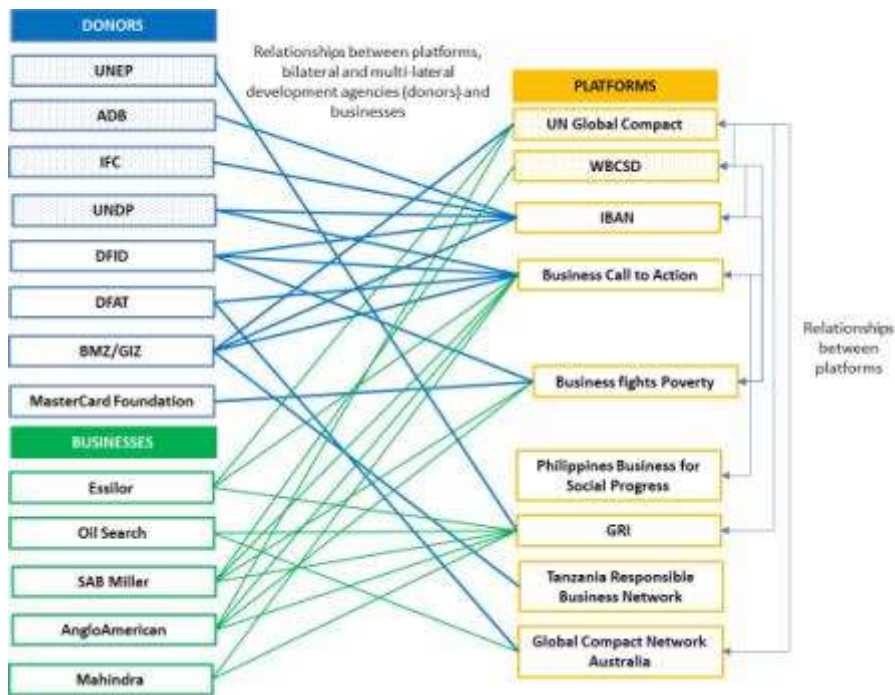 DONORS
UNEP
ADB
IFC
UNDP
DFID
DFAT
BMZ/GIZ
MasterCard Foundation
BUSINESSES
Essilor
Oil Search
SAB Miller
AngloAmerican
Mahindra
Relationships between platforms,
bilateral and multi-lateral
development agencies (donors) and
businesses
PLATFORMS
UN Global Compact
WBCSD
IBAN
Business Call to Action
Business fights Poverty
Philippines Business for
Social Progress
GRI
Tanzania Responsible
Business Network
Global Compact Network
Australia
Relationships
between
platforms